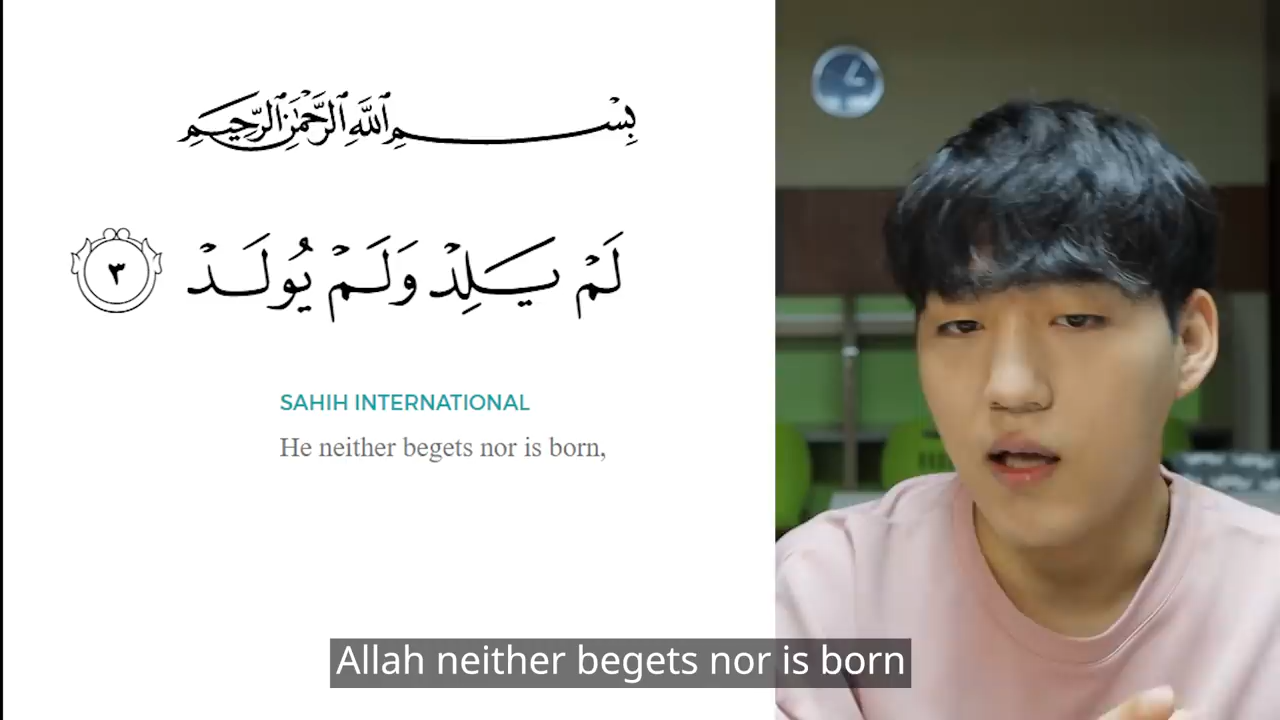 بِسْمِ ٱللَّهِ ٱلرَّحْمَٰنِ ٱلرَّحِيمِ
لَمْ يَلِدْ وَلَمْ يُولَدْ ٣
SAHIH INTERNATIONAL
He neither begets nor is born,
Allah neither begets nor is born